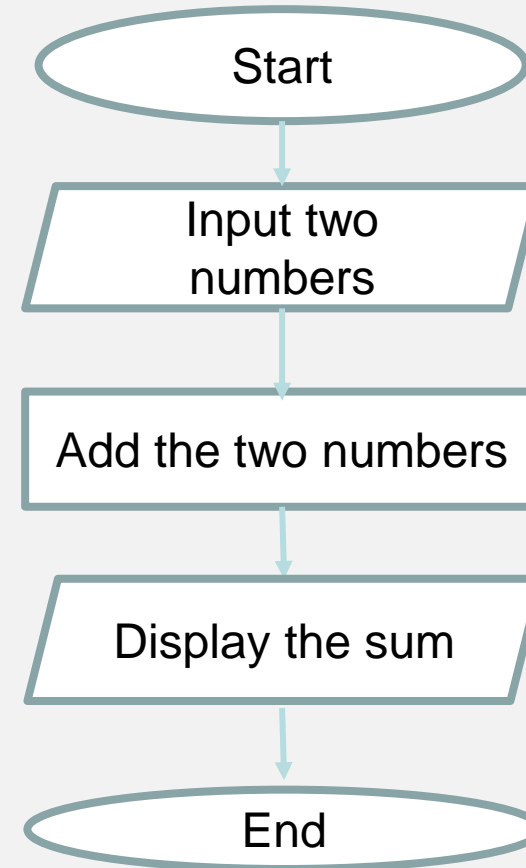 Start
Input two
numbers
Add the two numbers
Display the sum
End